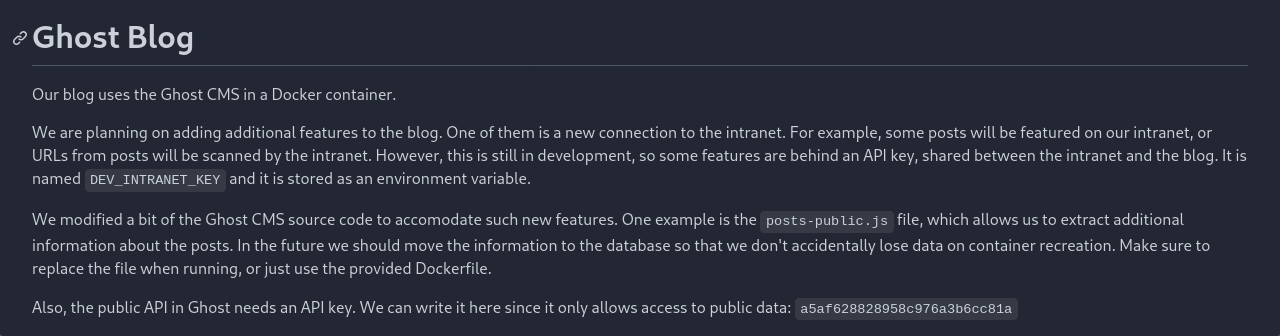 Ghost Blog
Our blog uses the Ghost CMS in a Docker container.
We are planning on adding additional features to the blog. One of them is a new connection to the intranet. For example, some posts will be featured on our intranet, or
URLs from posts will be scanned by the intranet. However, this is still in development, so some features are behind an API key, shared between the intranet and the blog. It is
named DEV_INTRANET_KEY and it is stored as an environment variable.
We modified a bit of the Ghost CMS source code to accomodate such new features. One example is the posts-public.js file, which allows us to extract additional
information about the posts. In the future we should move the information to the database so that we don't accidentally lose data on container recreation. Make sure to
replace the file when running, or just use the provided Dockerfile.
Also, the public API in Ghost needs an API key. We can write it here since it only allows access to public data: a5af628828958c976a3b6cc81a